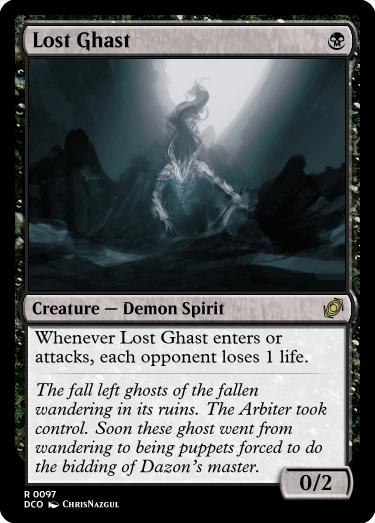 Lost Ghast
Creature — Demon Spirit
Whenever Lost Ghast enters or
attacks, each opponent loses 1 life.
The fall left ghosts of the fallen
wandering in its ruins. The Arbiter took
control. Soon these ghost went from
wandering to being puppets forced to do
the bidding of Dazon's master.
0/2
R 0097
DCO ChrisNazgul